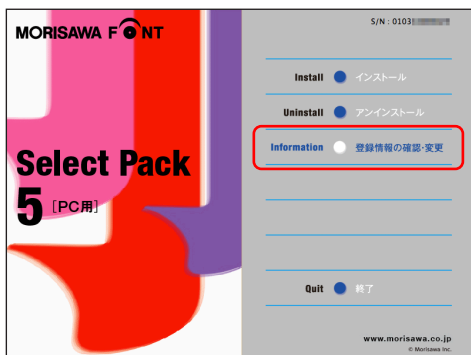 MORISAWA FONT
S/N : 0103
Install インストール
Uninstall アンインストール
Information 登録情報の確認・変更
Select Pack
5 [PC用]
Quit 終了
www.morisawa.co.jp
© Morisawa Inc.